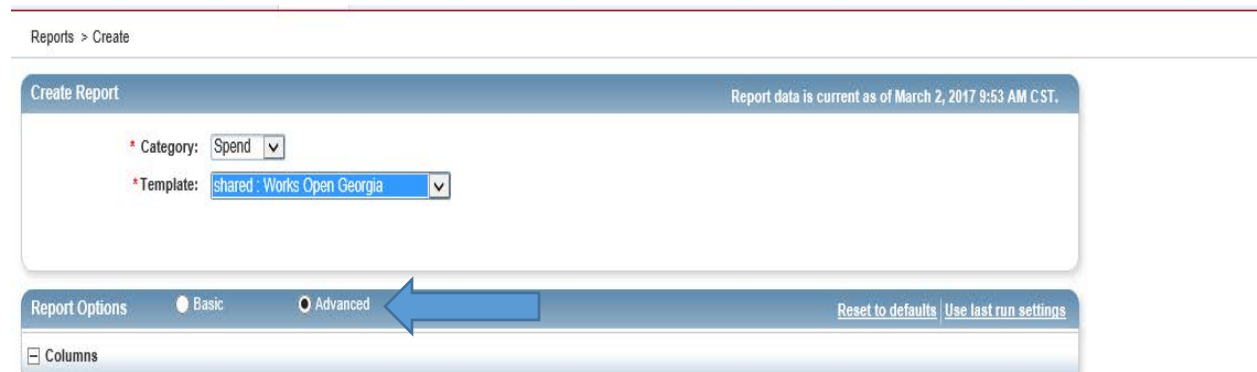 Reports > Create
Create Report Report data is current as of March 2, 2017 9:53 AM CST.
* Category: Spend
* Template: shared : Works Open Georgia
Report Options Basic Advanced Reset to defaults | Use last run settings
Columns